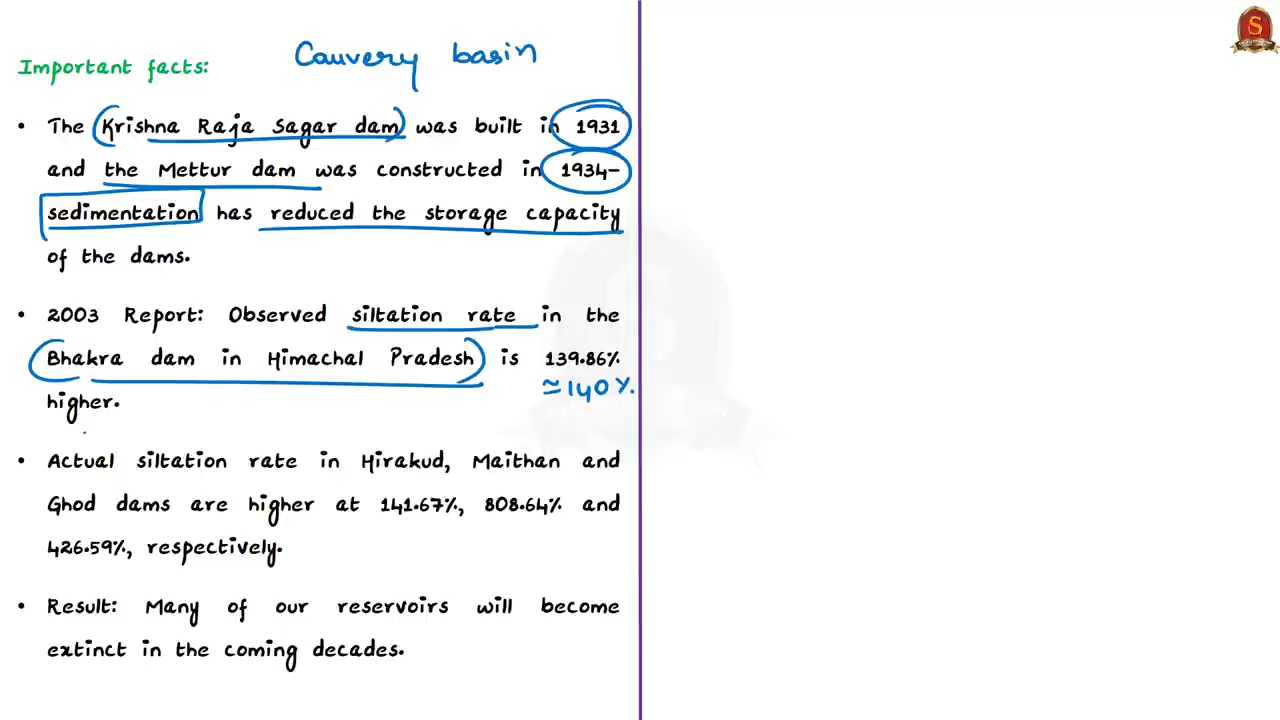 Cauvery basin
Important facts:
• The Krishna Raja Sagar dam was built in 1931
and the Mettur dam was constructed in 1934-
sedimentation has reduced the storage capacity
of the dams.
• 2003 Report: Observed siltation rate in the
Bhakra dam in Himachal Pradesh is 139.86%
≃140%.
higher.
• Actual siltation rate in Hirakud, Maithan and
Ghod dams are higher at 141.67%, 808.64% and
426.59%, respectively.
• Result: Many of our reservoirs will become
extinct in the coming decades.
S